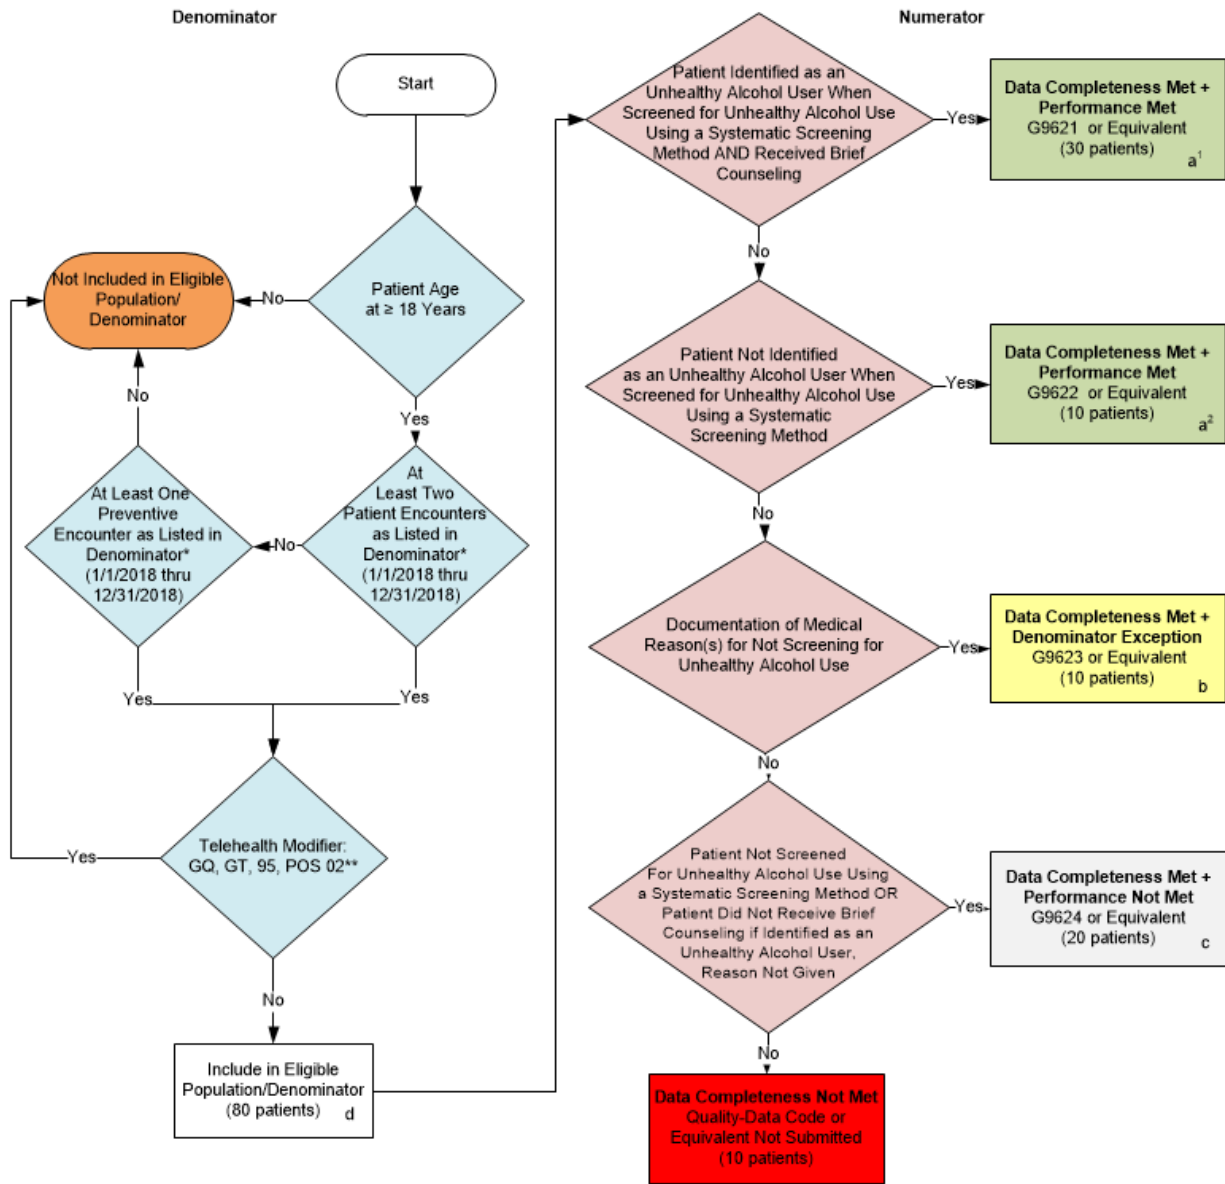 Denominator
Start
Patient Age
at ≥ 18 Years
No
Not Included in Eligible
Population/
Denominator
Yes
At
Least Two
Patient Encounters
as Listed in
Denominator*
(1/1/2018 thru
12/31/2018)
No
At Least One
Preventive
Encounter as Listed in
Denominator*
(1/1/2018 thru
12/31/2018)
No
Yes
Yes
Telehealth Modifier:
GQ, GT, 95, POS 02**
Yes
No
Include in Eligible
Population/Denominator
(80 patients)
d
Numerator
Patient Identified as an
Unhealthy Alcohol User When
Screened for Unhealthy Alcohol Use
Using a Systematic Screening
Method AND Received Brief
Counseling
Yes
Data Completeness Met +
Performance Met
G9621 or Equivalent
(30 patients)
a¹
No
Patient Not Identified
as an Unhealthy Alcohol User When
Screened for Unhealthy Alcohol Use
Using a Systematic
Screening Method
Yes
Data Completeness Met +
Performance Met
G9622 or Equivalent
(10 patients)
a²
No
Documentation of Medical
Reason(s) for Not Screening for
Unhealthy Alcohol Use
Yes
Data Completeness Met +
Denominator Exception
G9623 or Equivalent
(10 patients)
b
No
Patient Not Screened
For Unhealthy Alcohol Use Using
a Systematic Screening Method OR
Patient Did Not Receive Brief
Counseling if Identified as an
Unhealthy Alcohol User,
Reason Not Given
Yes
Data Completeness Met +
Performance Not Met
G9624 or Equivalent
(20 patients)
c
No
Data Completeness Not Met
Quality-Data Code or
Equivalent Not Submitted
(10 patients)